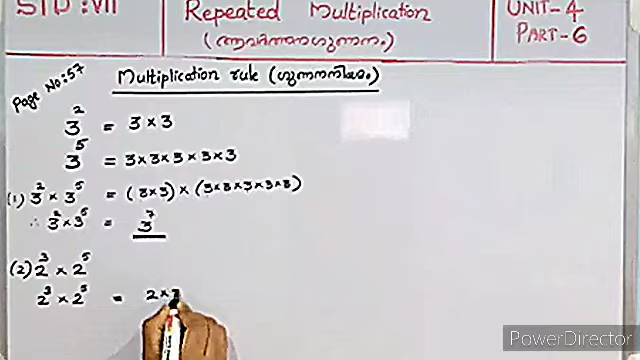 STD:VII
Repeated Multiplication
(ആവർത്തനഗുണനം)
UNIT-4
PART-6
Page No:57
Multiplication rule (ഗുണനനിയമം)
3² = 3×3
3⁵ = 3×3×3×3×3
(1) 3² × 3⁵ = (3×3) × (3×3×3×3×3)
∴ 3² × 3⁵ = 3⁷
(2) 2³ × 2⁵
2³ × 2⁵ = 2×
PowerDirector